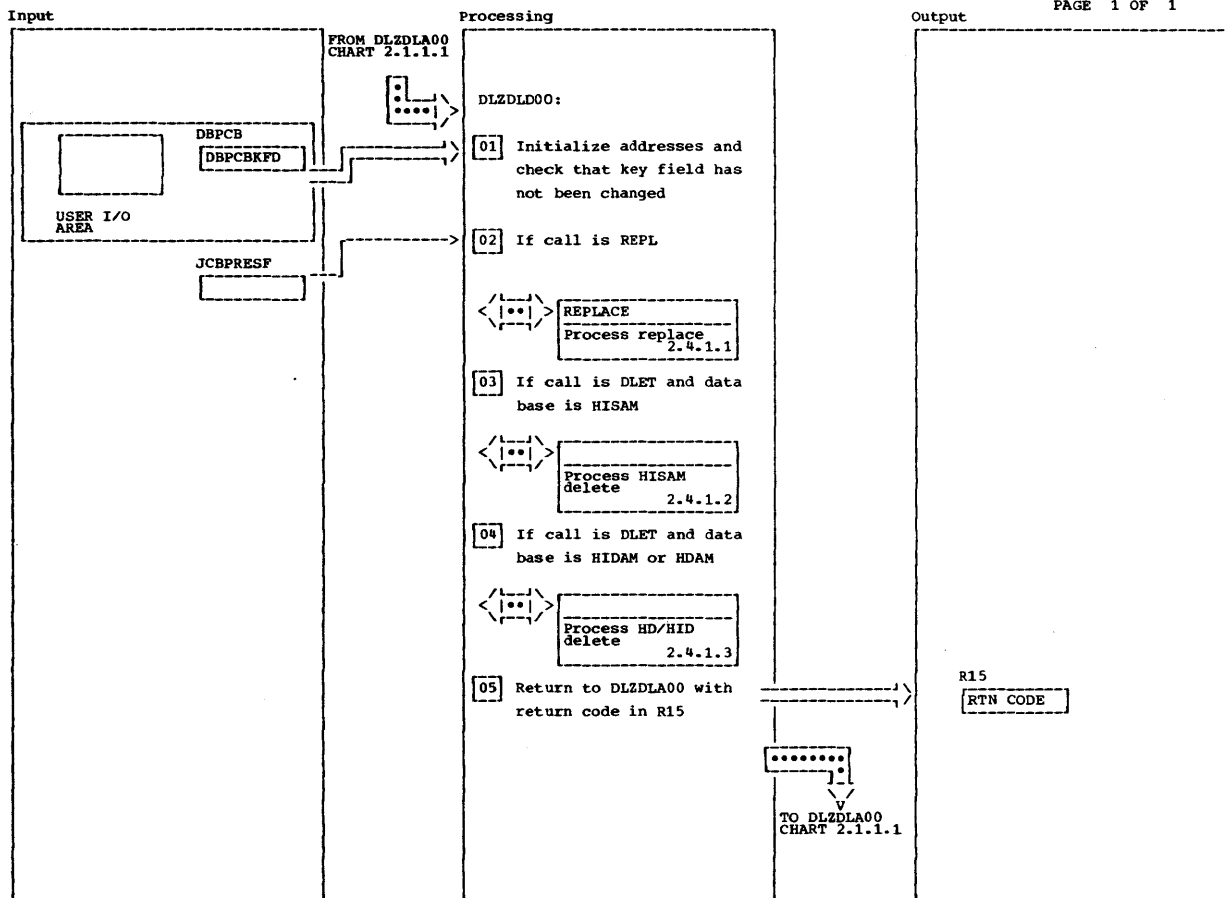 PAGE 1 OF 1
Input
Processing
Output
FROM DLZDLA00
CHART 2.1.1.1
DLZDLD00:
DBPCB
DBPCBKFD
USER I/O
AREA
01 Initialize addresses and
check that key field has
not been changed
JCBPRESF
02 If call is REPL
REPLACE
Process replace
2.4.1.1
03 If call is DLET and data
base is HISAM
Process HISAM
delete
2.4.1.2
04 If call is DLET and data
base is HIDAM or HDAM
Process HD/HID
delete
2.4.1.3
05 Return to DLZDLA00 with
return code in R15
R15
RTN CODE
TO DLZDLA00
CHART 2.1.1.1